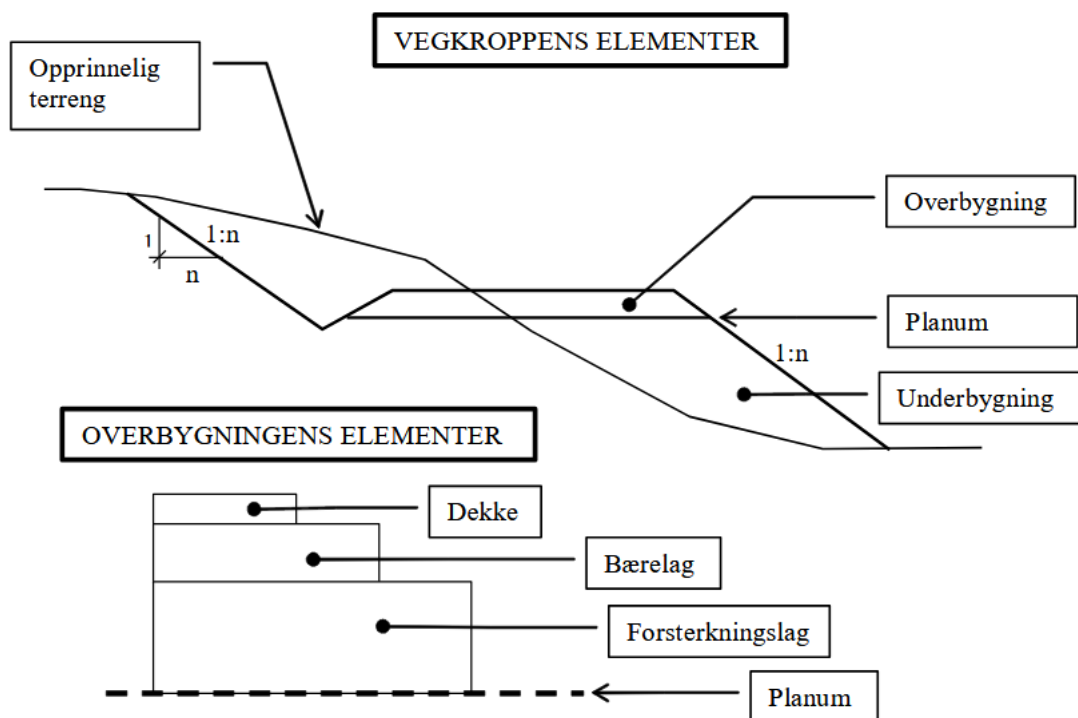 VEGKROPPENS ELEMENTER
Opprinnelig
terreng
Overbygning
1:n
1
n
Planum
1:n
Underbygning
OVERBYGNINGENS ELEMENTER
Dekke
Bærelag
Forsterkningslag
Planum